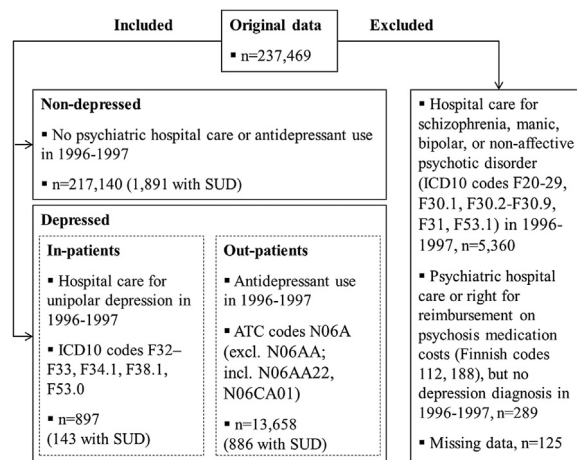 Included
Original data
▪ n=237,469
Excluded
Non-depressed
▪ No psychiatric hospital care or antidepressant use
in 1996-1997
▪ n=217,140 (1,891 with SUD)
Depressed
In-patients
▪ Hospital care for
unipolar depression in
1996-1997
▪ ICD10 codes F32–
F33, F34.1, F38.1,
F53.0
▪ n=897
(143 with SUD)
Out-patients
▪ Antidepressant use
in 1996-1997
▪ ATC codes N06A
(excl. N06AA;
incl. N06AA22,
N06CA01)
▪ n=13,658
(886 with SUD)
▪ Hospital care for
schizophrenia, manic,
bipolar, or non-affective
psychotic disorder
(ICD10 codes F20-29,
F30.1, F30.2-F30.9,
F31, F53.1) in 1996-
1997, n=5,360
▪ Psychiatric hospital
care or right for
reimbursement on
psychosis medication
costs (Finnish codes
112, 188), but no
depression diagnosis in
1996-1997, n=289
▪ Missing data, n=125